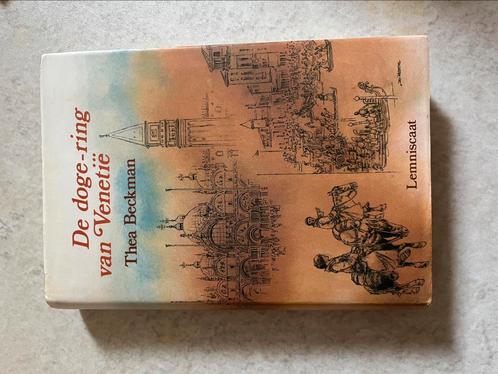 De doge-ring
van Venetië
Thea Beckman
Lemniscaat